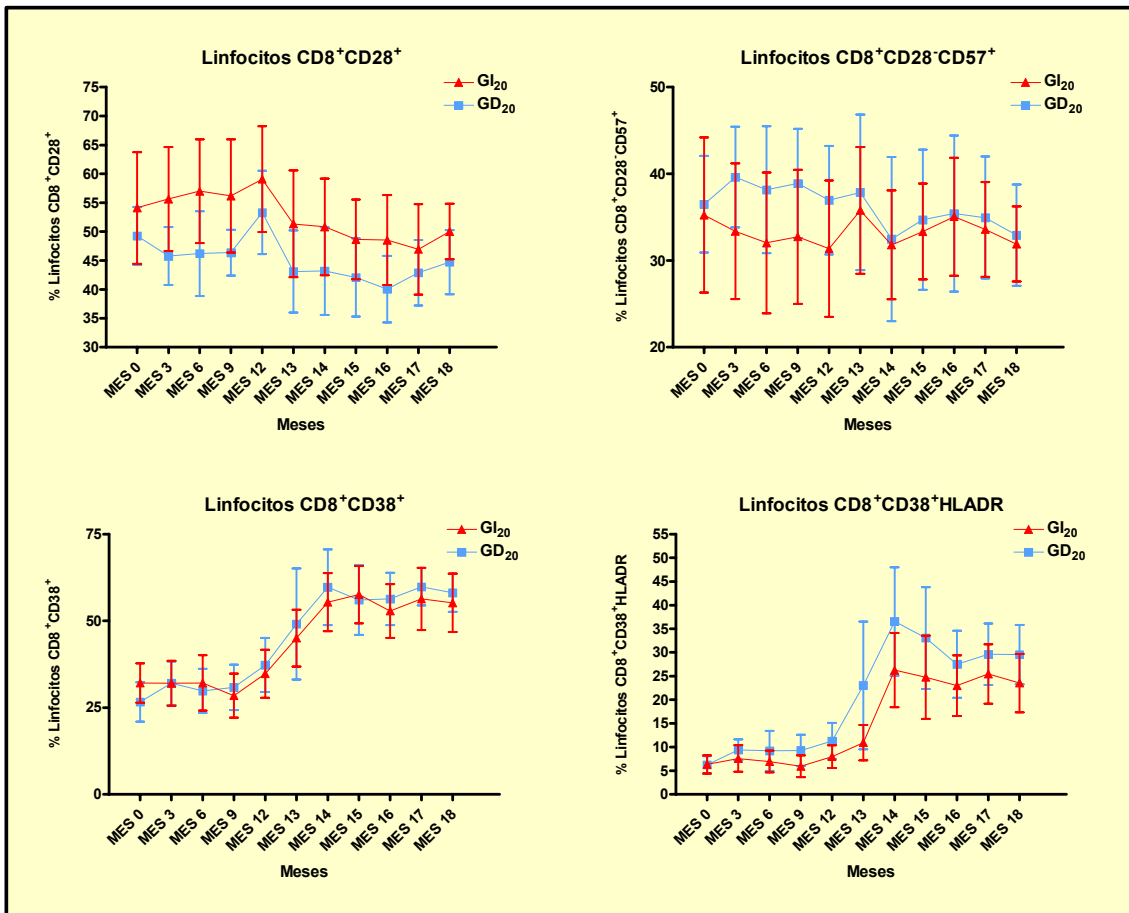 Linfocitos CD8⁺CD28⁺
GI₂₀
GD₂₀
% Linfocitos CD8⁺CD28⁺
75
70
65
60
55
50
45
40
35
30
MES 0
MES 3
MES 6
MES 9
MES 12
MES 13
MES 14
MES 15
MES 16
MES 17
MES 18
Meses
Linfocitos CD8⁺CD28⁻CD57⁺
GI₂₀
GD₂₀
% Linfocitos CD8⁺CD28⁻CD57⁺
50
40
30
20
MES 0
MES 3
MES 6
MES 9
MES 12
MES 13
MES 14
MES 15
MES 16
MES 17
MES 18
Meses
Linfocitos CD8⁺CD38⁺
GI₂₀
GD₂₀
% Linfocitos CD8⁺CD38⁺
75
50
25
0
MES 0
MES 3
MES 6
MES 9
MES 12
MES 13
MES 14
MES 15
MES 16
MES 17
MES 18
Meses
Linfocitos CD8⁺CD38⁺HLADR
GI₂₀
GD₂₀
% Linfocitos CD8⁺CD38⁺HLADR
55
50
45
40
35
30
25
20
15
10
5
0
MES 0
MES 3
MES 6
MES 9
MES 12
MES 13
MES 14
MES 15
MES 16
MES 17
MES 18
Meses